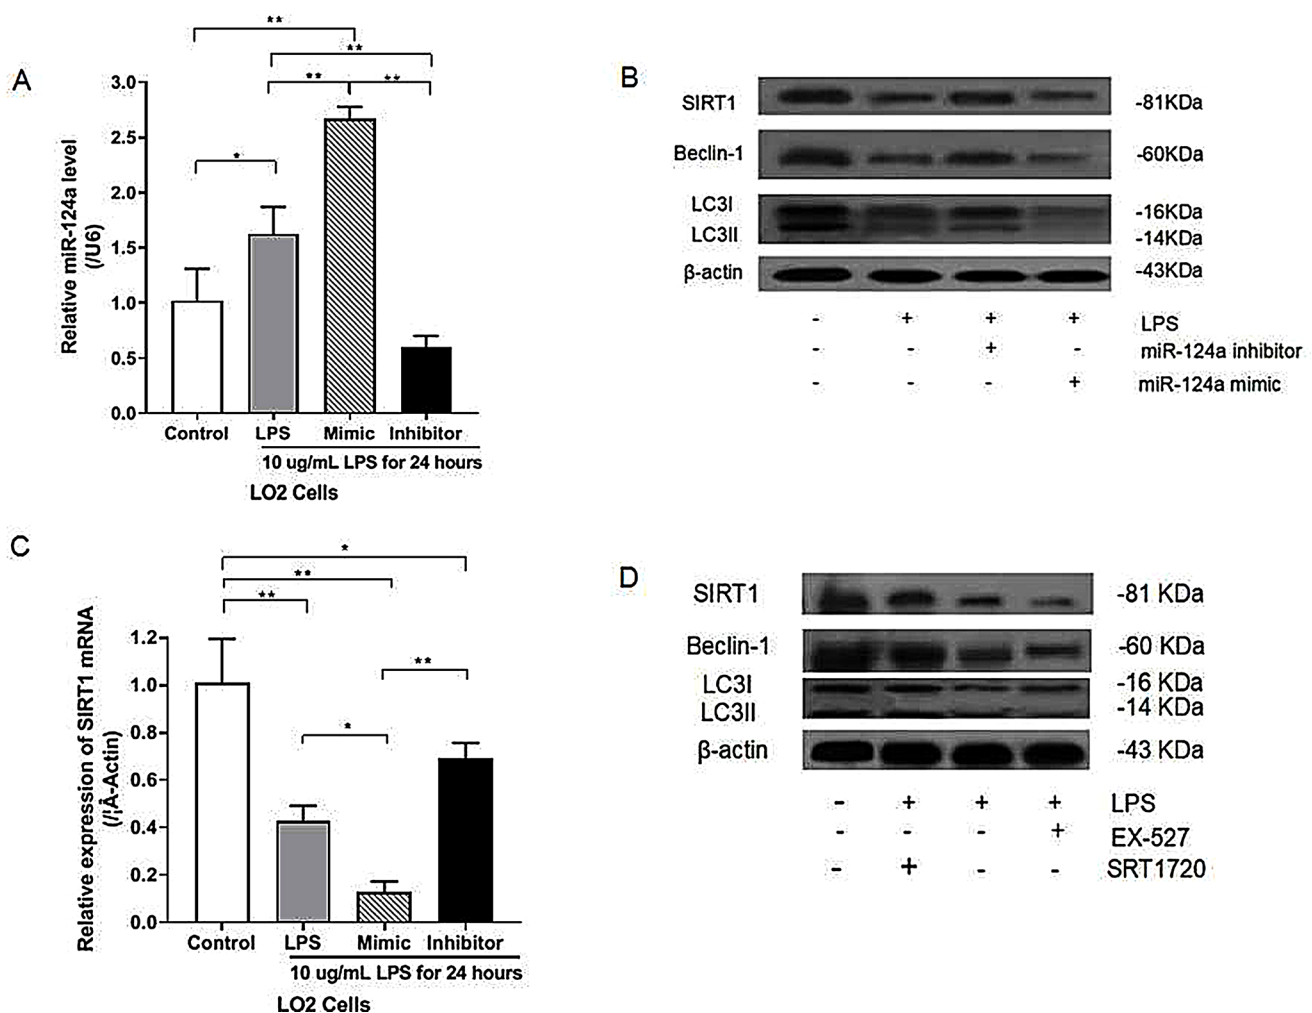 A
Relative miR-124a level
(/U6)
**
**
** **
*
3.0
2.5
2.0
1.5
1.0
0.5
0.0
Control LPS Mimic Inhibitor
10 ug/mL LPS for 24 hours
LO2 Cells
B
SIRT1 -81KDa
Beclin-1 -60KDa
LC3I -16KDa
LC3II -14KDa
β-actin -43KDa
- + + + LPS
- - + - miR-124a inhibitor
- - - + miR-124a mimic
C
Relative expression of SIRT1 mRNA
(/¦Â-Actin)
*
**
**
**
*
1.2
1.0
0.8
0.6
0.4
0.2
0.0
Control LPS Mimic Inhibitor
10 ug/mL LPS for 24 hours
LO2 Cells
D
SIRT1 -81 KDa
Beclin-1 -60 KDa
LC3I -16 KDa
LC3II -14 KDa
β-actin -43 KDa
- + + + LPS
- - - + EX-527
- + - - SRT1720